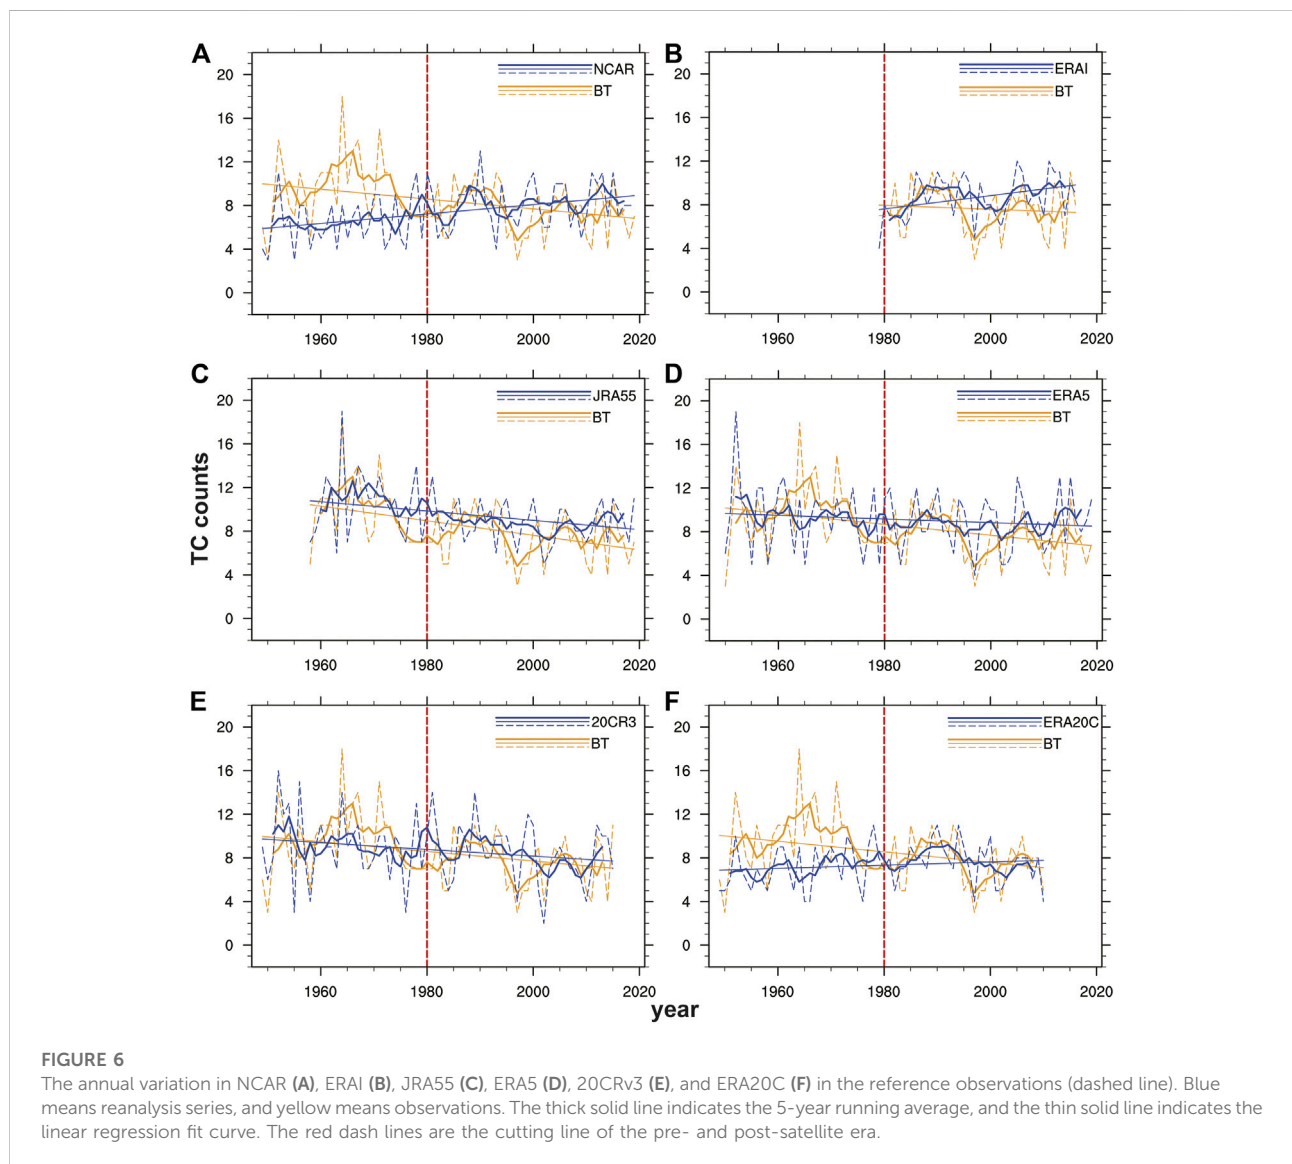 A
NCAR
BT
20
16
12
8
4
0
1960
1980
2000
2020
B
ERAI
BT
20
16
12
8
4
0
1960
1980
2000
2020
C
JRA55
BT
20
16
12
8
4
0
1960
1980
2000
2020
D
ERA5
BT
20
16
12
8
4
0
1960
1980
2000
2020
TC counts
E
20CR3
BT
20
16
12
8
4
0
1960
1980
2000
2020
F
ERA20C
BT
20
16
12
8
4
0
1960
1980
2000
2020
year
FIGURE 6
The annual variation in NCAR (A), ERAI (B), JRA55 (C), ERA5 (D), 20CRv3 (E), and ERA20C (F) in the reference observations (dashed line). Blue
means reanalysis series, and yellow means observations. The thick solid line indicates the 5-year running average, and the thin solid line indicates the
linear regression fit curve. The red dash lines are the cutting line of the pre- and post-satellite era.